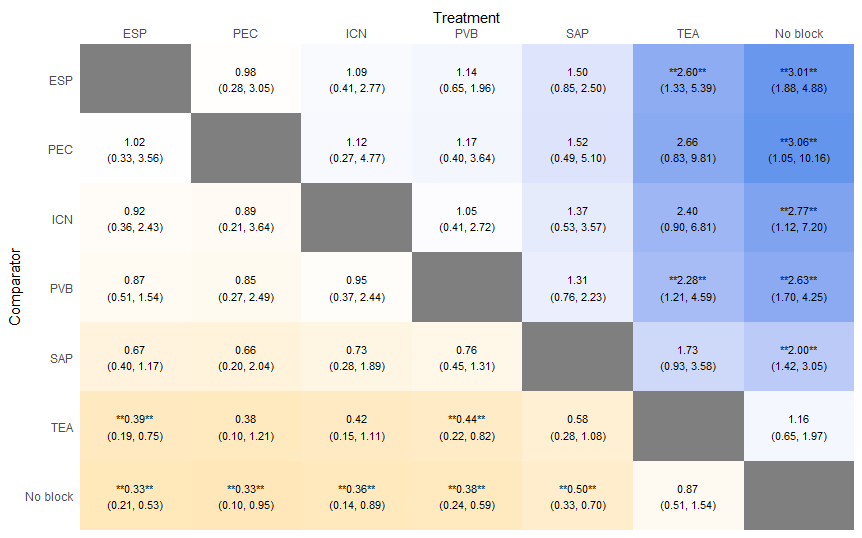 Treatment
ESP PEC ICN PVB SAP TEA No block
Comparator
ESP
0.98 1.09 1.14 1.50 **2.60** **3.01**
(0.28, 3.05) (0.41, 2.77) (0.65, 1.96) (0.85, 2.50) (1.33, 5.39) (1.88, 4.88)
PEC
1.02 1.12 1.17 1.52 2.66 **3.06**
(0.33, 3.56) (0.27, 4.77) (0.40, 3.64) (0.49, 5.10) (0.83, 9.81) (1.05, 10.16)
ICN
0.92 0.89 1.05 1.37 2.40 **2.77**
(0.36, 2.43) (0.21, 3.64) (0.41, 2.72) (0.53, 3.57) (0.90, 6.81) (1.12, 7.20)
PVB
0.87 0.85 0.95 1.31 **2.28** **2.63**
(0.51, 1.54) (0.27, 2.49) (0.37, 2.44) (0.76, 2.23) (1.21, 4.59) (1.70, 4.25)
SAP
0.67 0.66 0.73 0.76 1.73 **2.00**
(0.40, 1.17) (0.20, 2.04) (0.28, 1.89) (0.45, 1.31) (0.93, 3.58) (1.42, 3.05)
TEA
**0.39** 0.38 0.42 **0.44** 0.58 1.16
(0.19, 0.75) (0.10, 1.21) (0.15, 1.11) (0.22, 0.82) (0.28, 1.08) (0.65, 1.97)
No block
**0.33** **0.33** **0.36** **0.38** **0.50** 0.87
(0.21, 0.53) (0.10, 0.95) (0.14, 0.89) (0.24, 0.59) (0.33, 0.70) (0.51, 1.54)